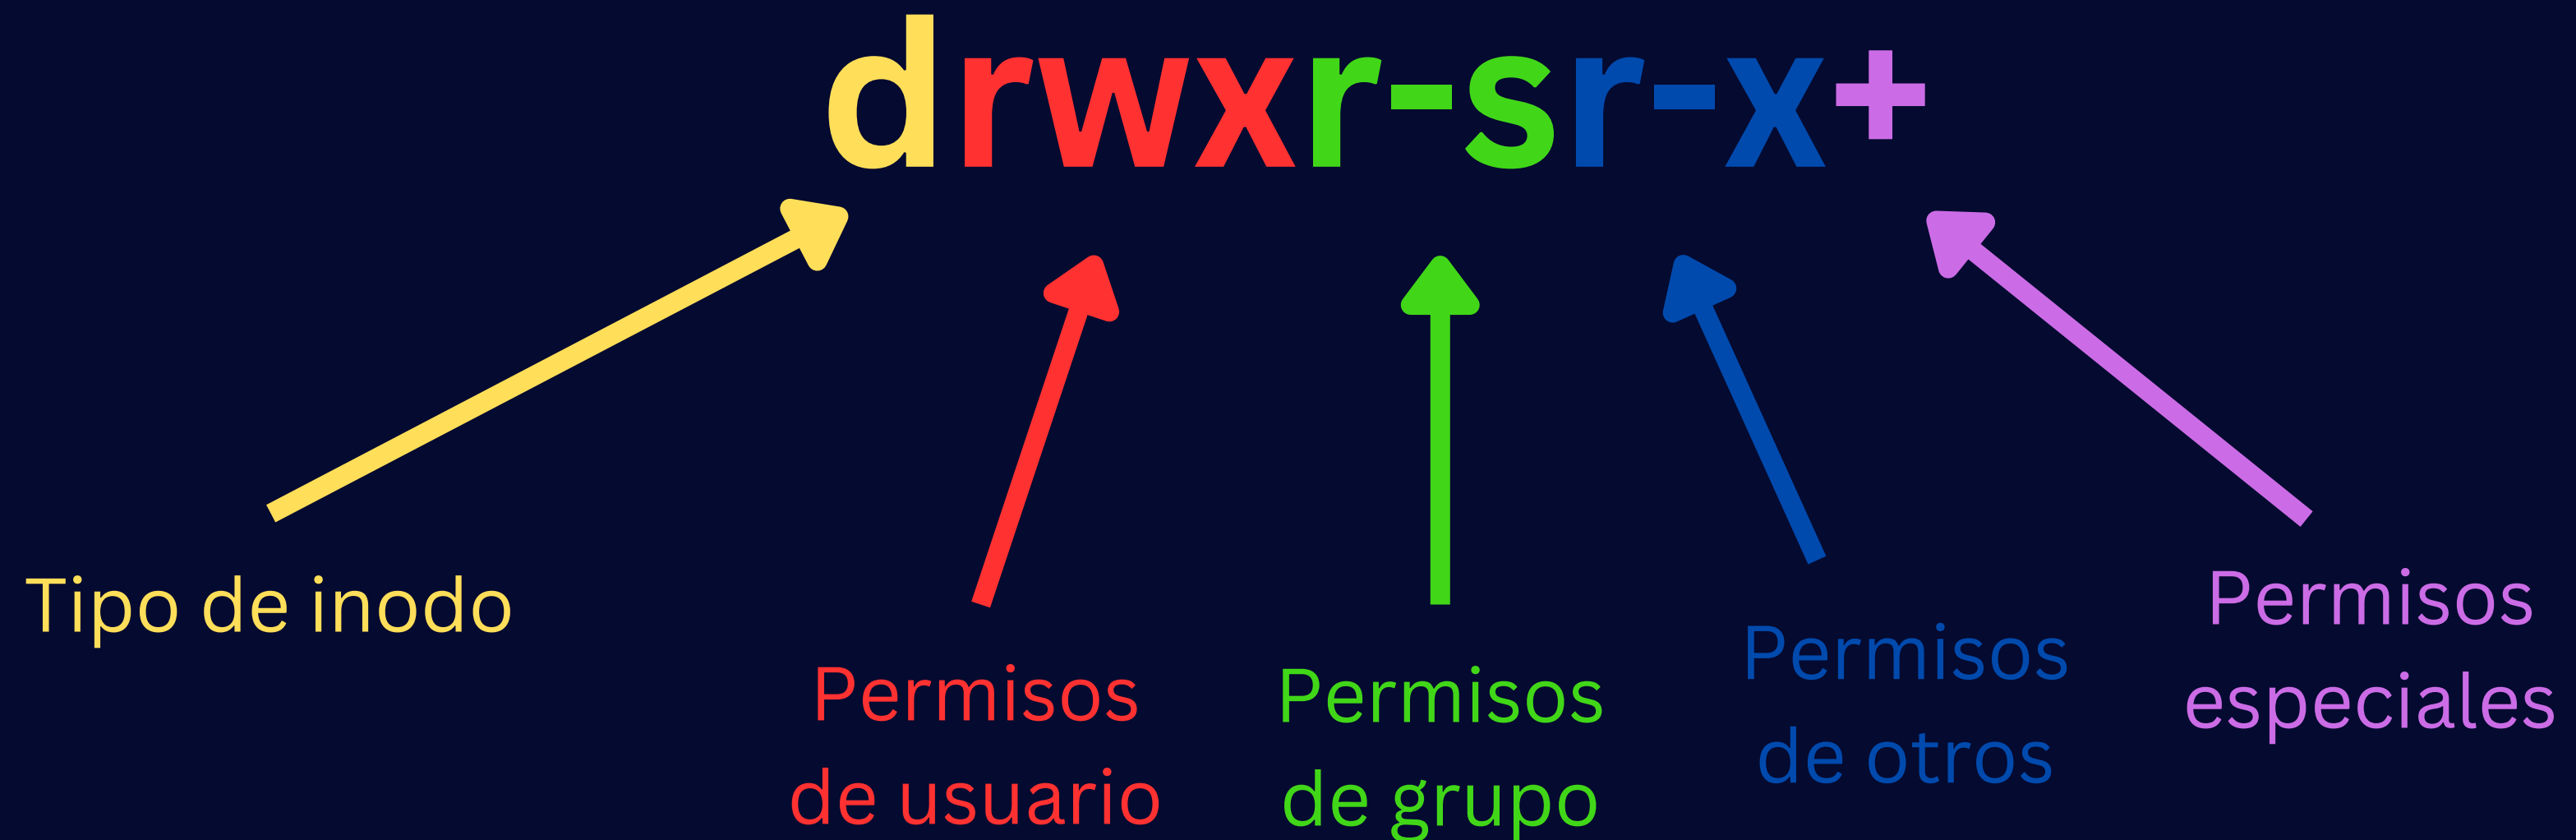 drwxr-sr-x+
Tipo de inodo
Permisos
de usuario
Permisos
de grupo
Permisos
de otros
Permisos
especiales